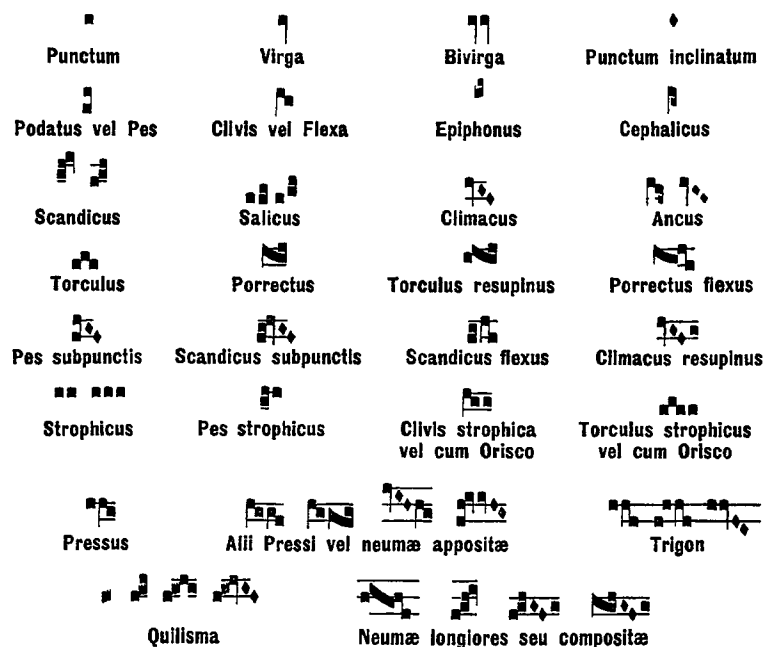 Punctum Virga Bivirga Punctum inclinatum
Podatus vel Pes Clivis vel Flexa Epiphonus Cephalicus
Scandicus Salicus Climacus Ancus
Torculus Porrectus Torculus resupinus Porrectus flexus
Pes subpunctis Scandicus subpunctis Scandicus flexus Climacus resupinus
Strophicus Pes strophicus Clivis strophica Torculus strophicus
vel cum Orisco vel cum Orisco
Pressus Alii Pressi vel neumæ appositæ Trigon
Quilisma Neumæ longiores seu compositæ